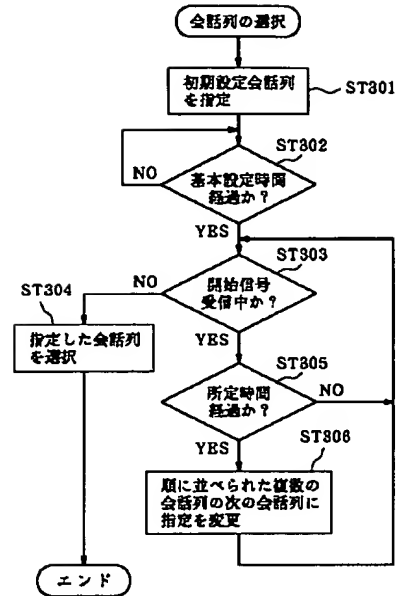 会話列の選択
初期設定会話列
を指定
ST301
ST302
基本設定時間
経過か？
NO
YES
ST303
開始信号
受信中か？
NO
YES
ST304
指定した会話列
を選択
ST305
所定時間
経過か？
NO
YES
ST306
順に並べられた複数の
会話列の次の会話列に
指定を変更
エンド